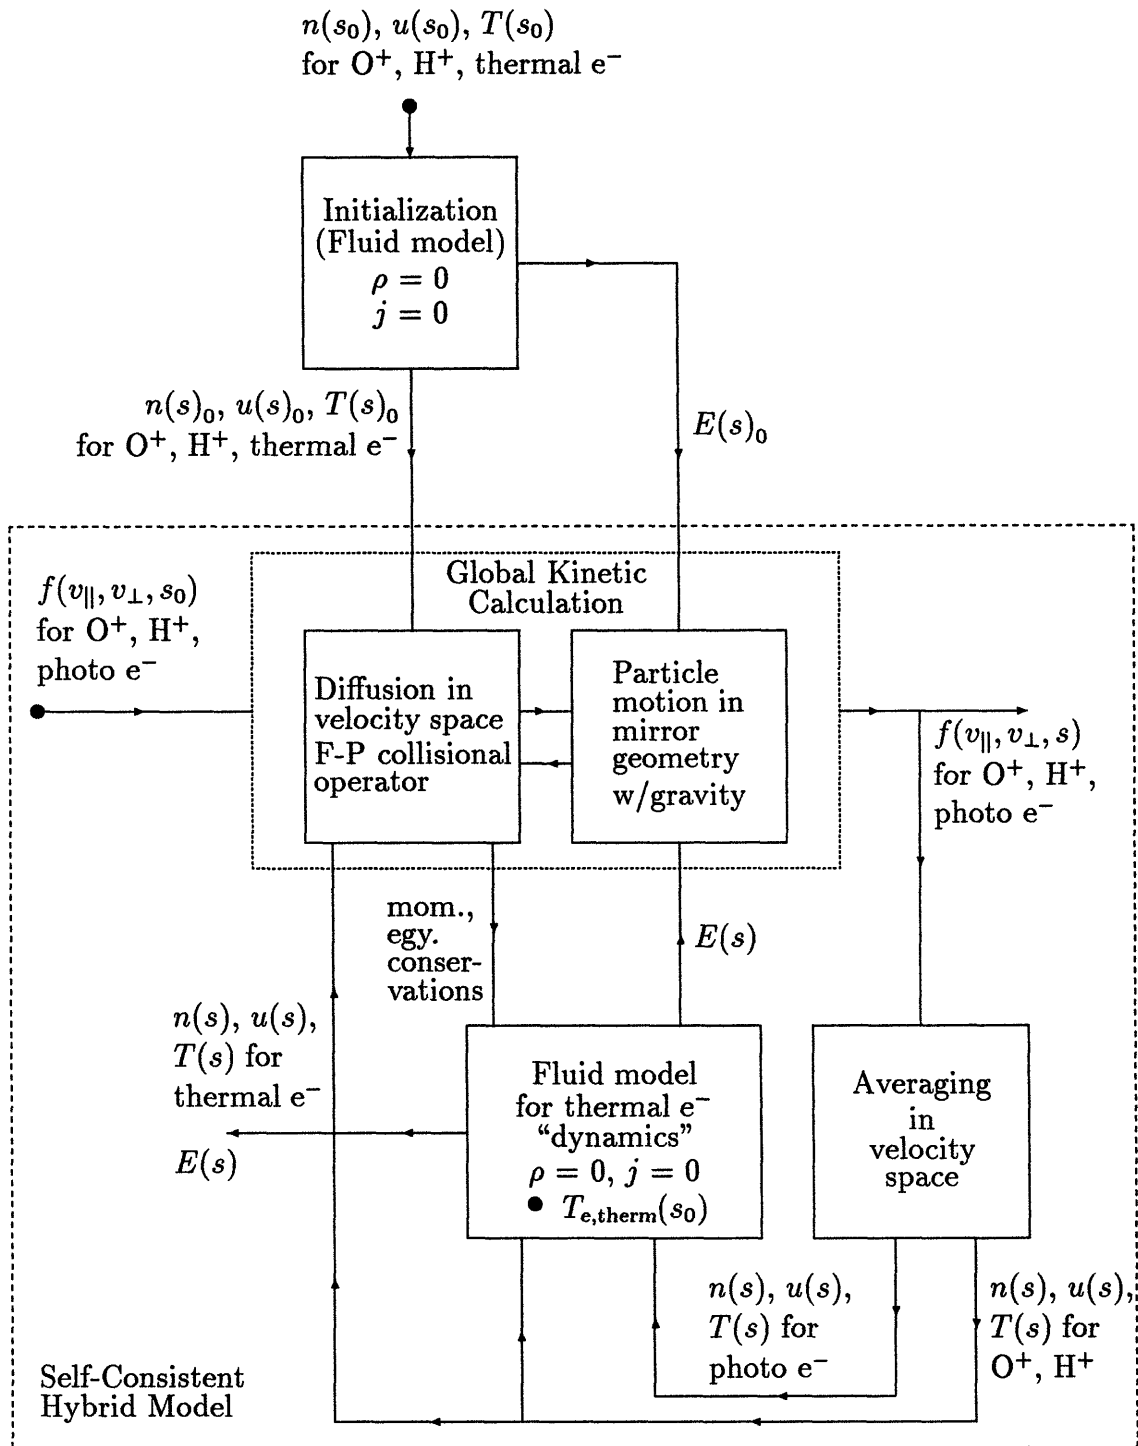 n(s₀), u(s₀), T(s₀)
for O⁺, H⁺, thermal e⁻
Initialization
(Fluid model)
ρ = 0
j = 0
n(s)₀, u(s)₀, T(s)₀
for O⁺, H⁺, thermal e⁻
E(s)₀
Global Kinetic
Calculation
f(v∥, v⊥, s₀)
for O⁺, H⁺,
photo e⁻
Diffusion in
velocity space
F-P collisional
operator
Particle
motion in
mirror
geometry
w/gravity
f(v∥, v⊥, s)
for O⁺, H⁺,
photo e⁻
mom.,
egy.
conser-
vations
E(s)
n(s), u(s),
T(s) for
thermal e⁻
E(s)
Fluid model
for thermal e⁻
“dynamics”
ρ = 0, j = 0
● Tₑ,therm(s₀)
Averaging
in
velocity
space
n(s), u(s),
T(s) for
photo e⁻
n(s), u(s),
T(s) for
O⁺, H⁺
Self-Consistent
Hybrid Model